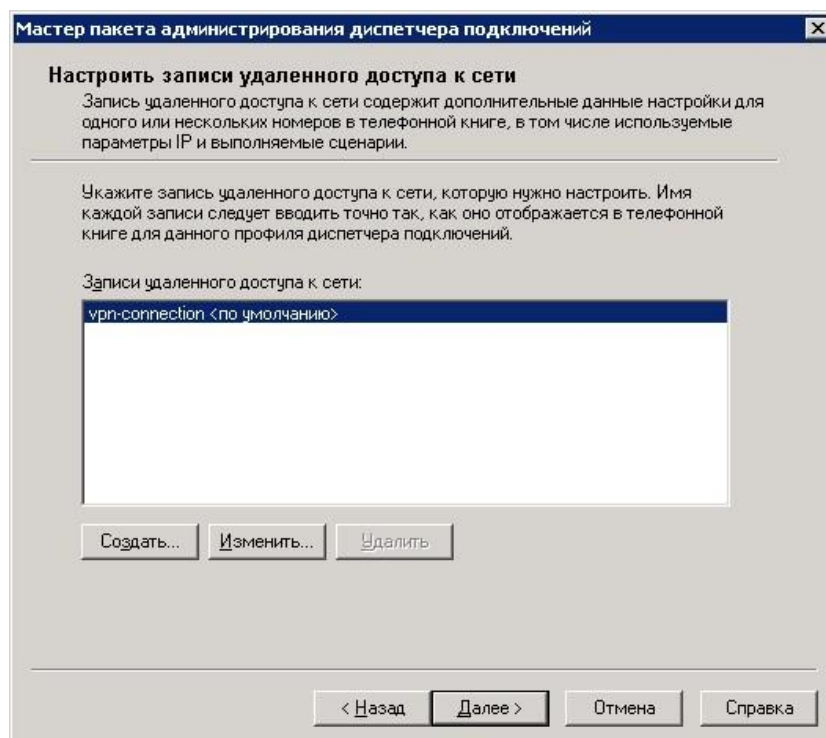 Мастер пакета администрирования диспетчера подключений
Настроить записи удаленного доступа к сети
Запись удаленного доступа к сети содержит дополнительные данные настройки для
одного или нескольких номеров в телефонной книге, в том числе используемые
параметры IP и выполняемые сценарии.
Укажите запись удаленного доступа к сети, которую нужно настроить. Имя
каждой записи следует вводить точно так, как оно отображается в телефонной
книге для данного профиля диспетчера подключений.
Записи удаленного доступа к сети:
vpn-connection <по умолчанию>
Создать... Изменить... Удалить
< Назад Далее > Отмена Справка